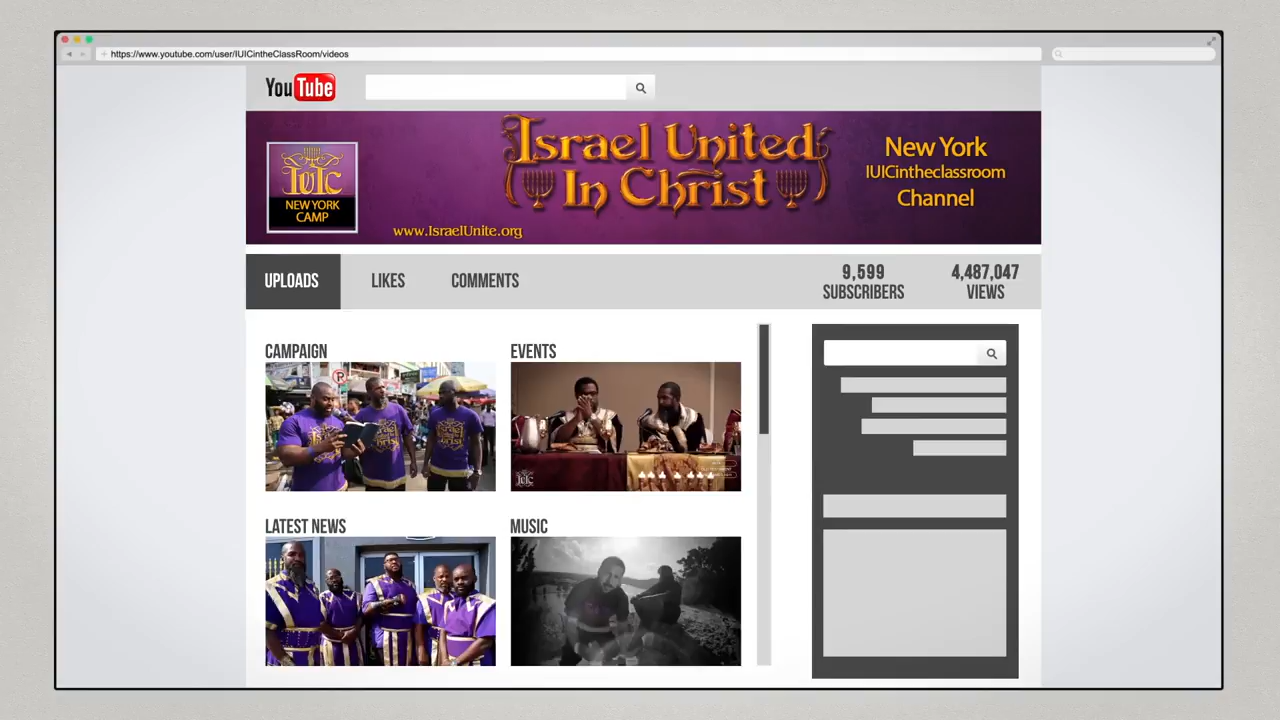 https://www.youtube.com/user/IUICintheClassRoom/videos
YouTube
Israel United
In Christ
IUIC
NEW YORK
CAMP
www.IsraelUnite.org
New York
IUICintheclassroom
Channel
UPLOADS
LIKES
COMMENTS
9,599
SUBSCRIBERS
4,487,047
VIEWS
CAMPAIGN
EVENTS
LATEST NEWS
MUSIC